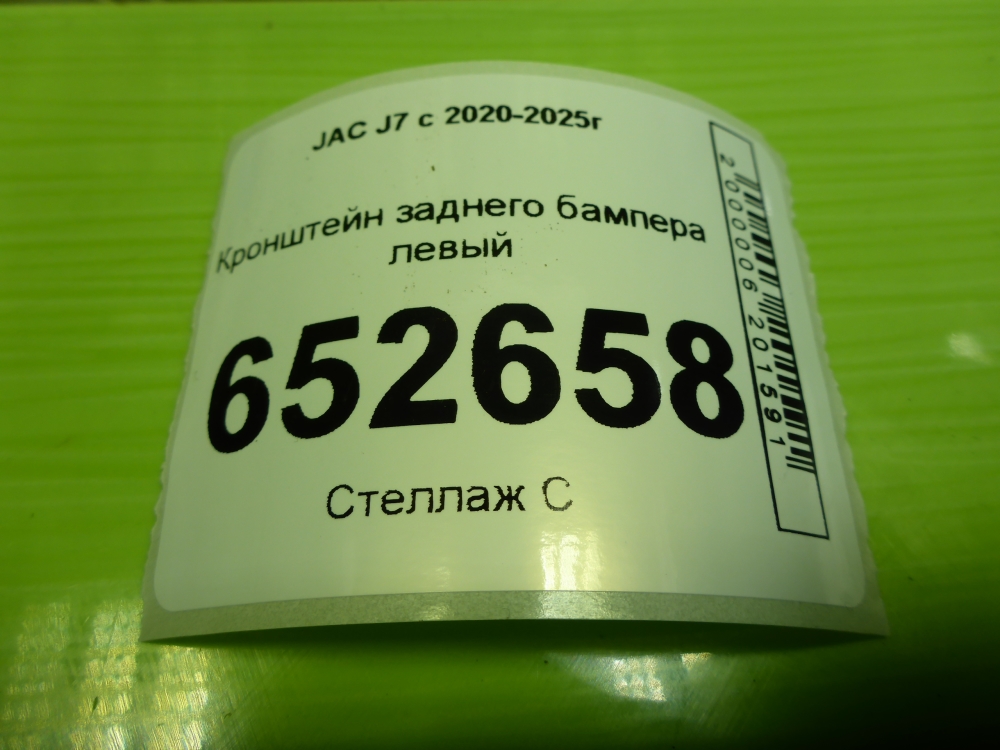 JAC J7 с 2020-2025г
Кронштейн заднего бампера
левый
652658
Стеллаж С
2000006201591